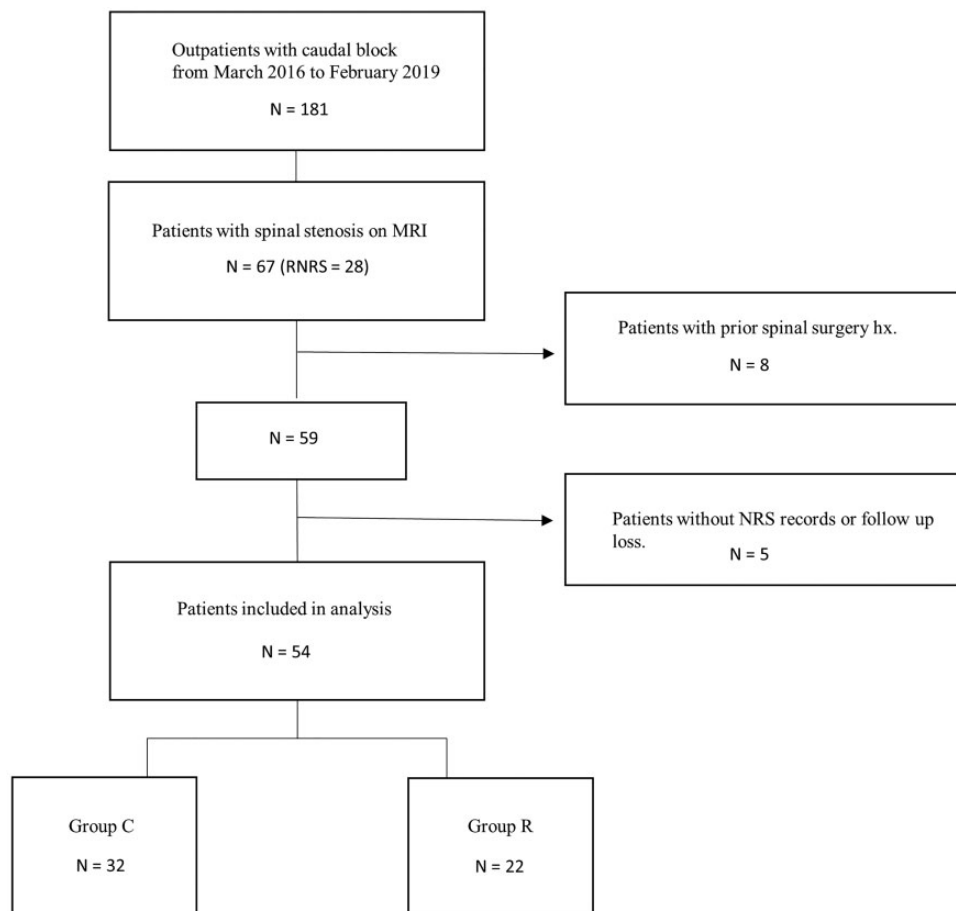 Outpatients with caudal block
from March 2016 to February 2019
N = 181
Patients with spinal stenosis on MRI
N = 67 (RNRS = 28)
Patients with prior spinal surgery hx.
N = 8
N = 59
Patients without NRS records or follow up
loss.
N = 5
Patients included in analysis
N = 54
Group C
N = 32
Group R
N = 22